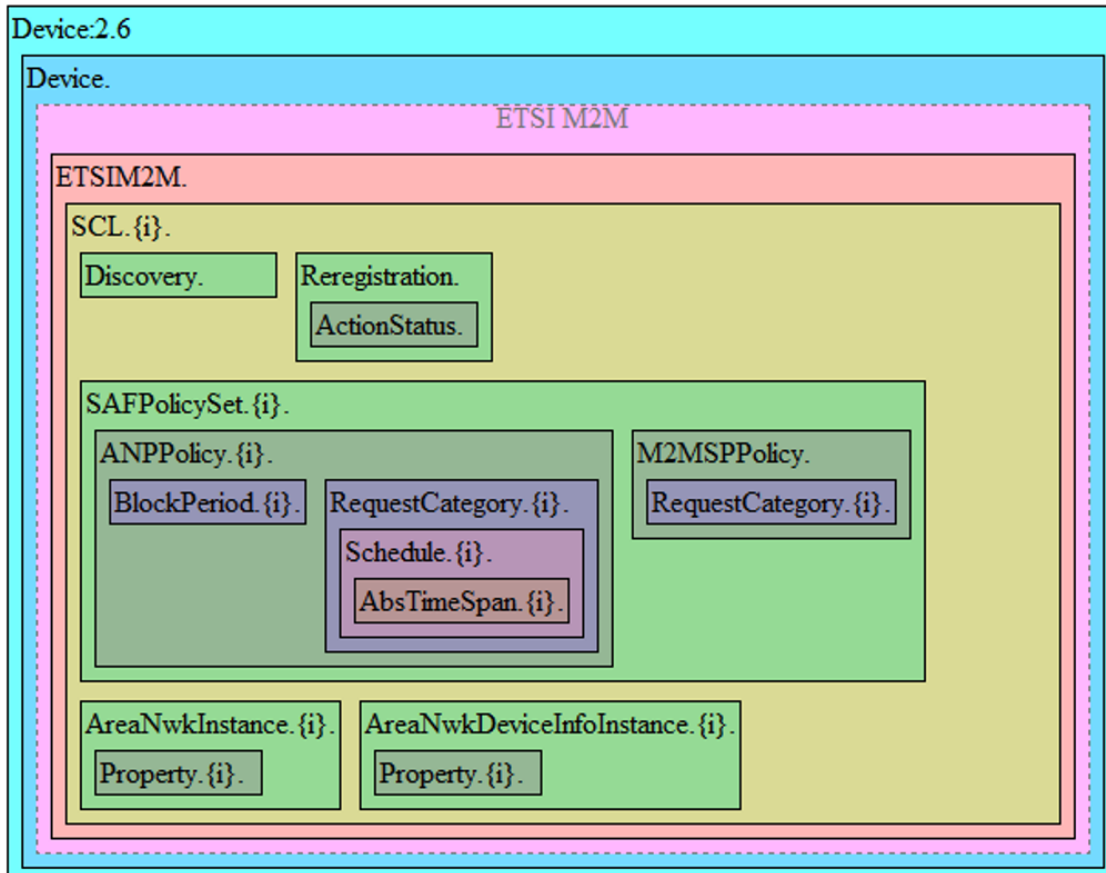 Device:2.6
Device.
ETSI M2M
ETSIM2M.
SCL.{i}.
Discovery.
Reregistration.
ActionStatus.
SAFPolicySet.{i}.
ANPPolicy.{i}.
M2MSPPolicy.
BlockPeriod.{i}.
RequestCategory.{i}.
RequestCategory.{i}.
Schedule.{i}.
AbsTimeSpan.{i}.
AreaNwkInstance.{i}.
AreaNwkDeviceInfoInstance.{i}.
Property.{i}.
Property.{i}.